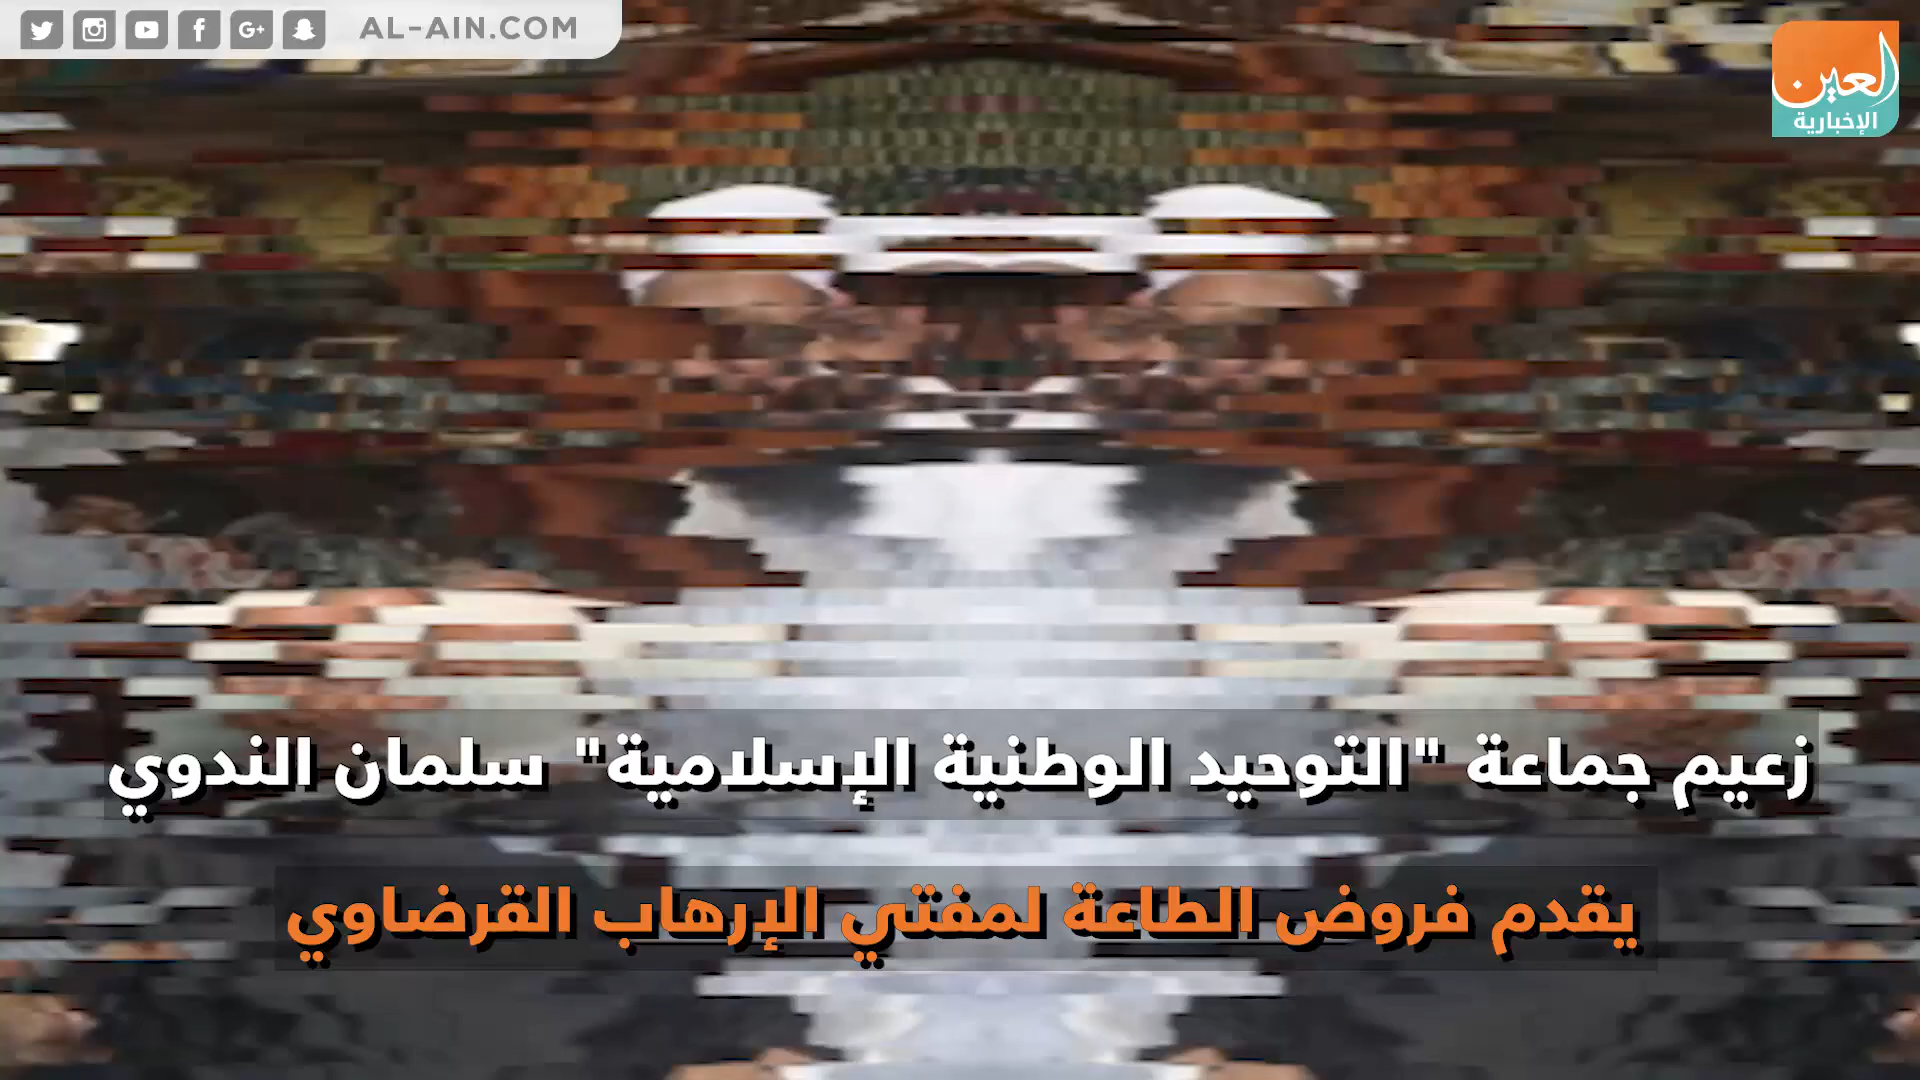 AL-AIN.COM
العين
الإخبارية
زعيم جماعة "التوحيد الوطنية الإسلامية" سلمان الندوي
يقدم فروض الطاعة لمفتي الإرهاب القرضاوي